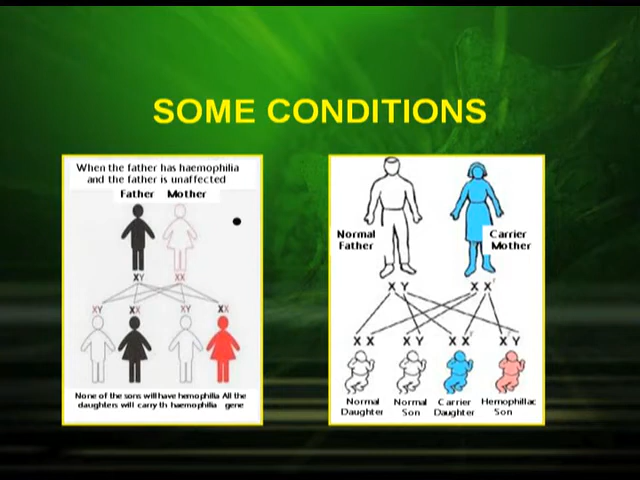 SOME CONDITIONS
When the father has haemophilia
and the father is unaffected
Father Mother
XY XX
XY XX XY XX
None of the sons will have hemophilia All the
daughters will carry th haemophilia gene
Normal
Father
Carrier
Mother
X Y X X'
X X X Y X X' X Y
Normal
Daughter
Normal
Son
Carrier
Daughter
Hemophillac
Son